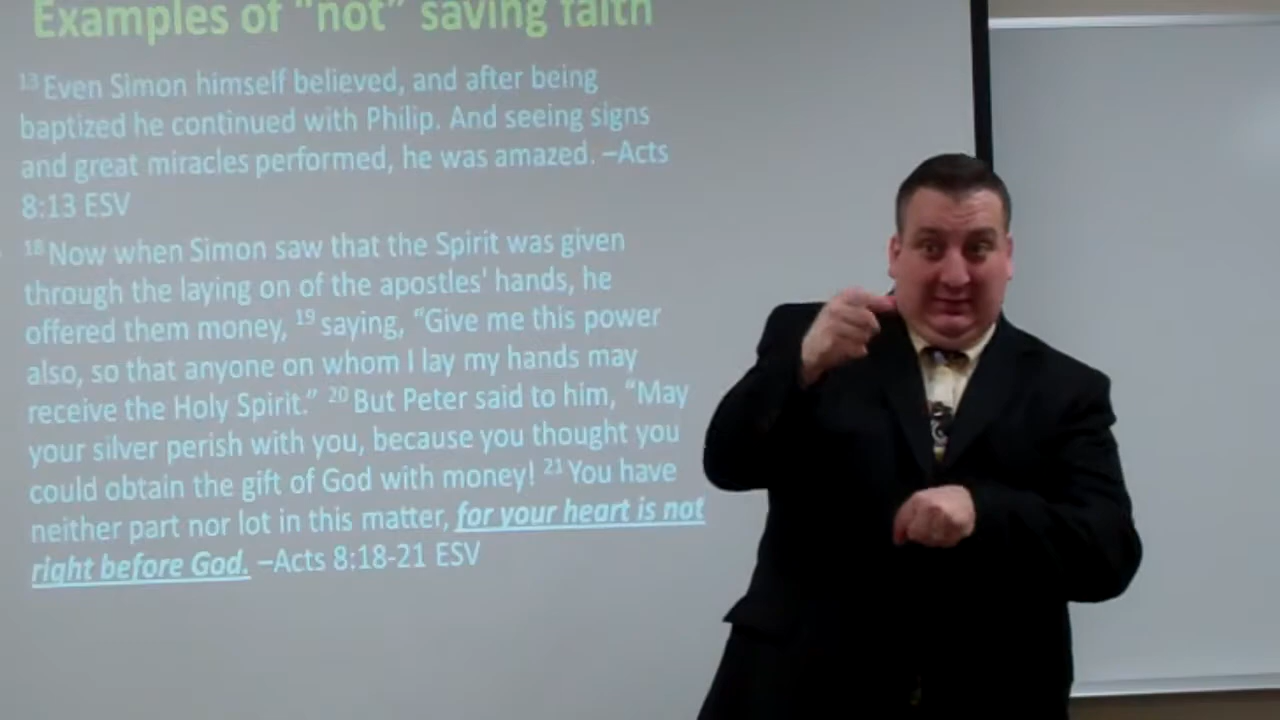 Examples of “not” saving faith
13 Even Simon himself believed, and after being
baptized he continued with Philip. And seeing signs
and great miracles performed, he was amazed. –Acts
8:13 ESV
18 Now when Simon saw that the Spirit was given
through the laying on of the apostles' hands, he
offered them money, 19 saying, “Give me this power
also, so that anyone on whom I lay my hands may
receive the Holy Spirit.” 20 But Peter said to him, “May
your silver perish with you, because you thought you
could obtain the gift of God with money! 21 You have
neither part nor lot in this matter, for your heart is not
right before God. –Acts 8:18-21 ESV